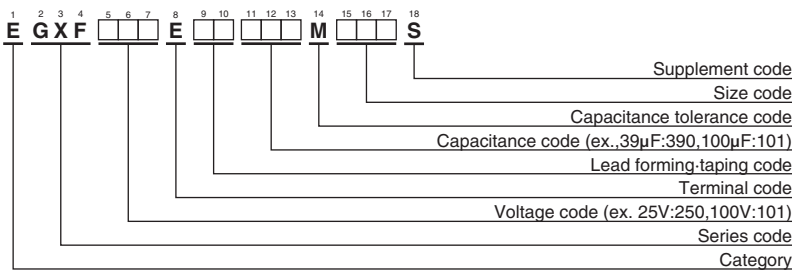 1 2 3 4 5 6 7 8 9 10 11 12 13 14 15 16 17 18
E GXF □□□ E □□ □□□ M □□□ S
Supplement code
Size code
Capacitance tolerance code
Capacitance code (ex.,39μF:390,100μF:101)
Lead forming·taping code
Terminal code
Voltage code (ex. 25V:250,100V:101)
Series code
Category